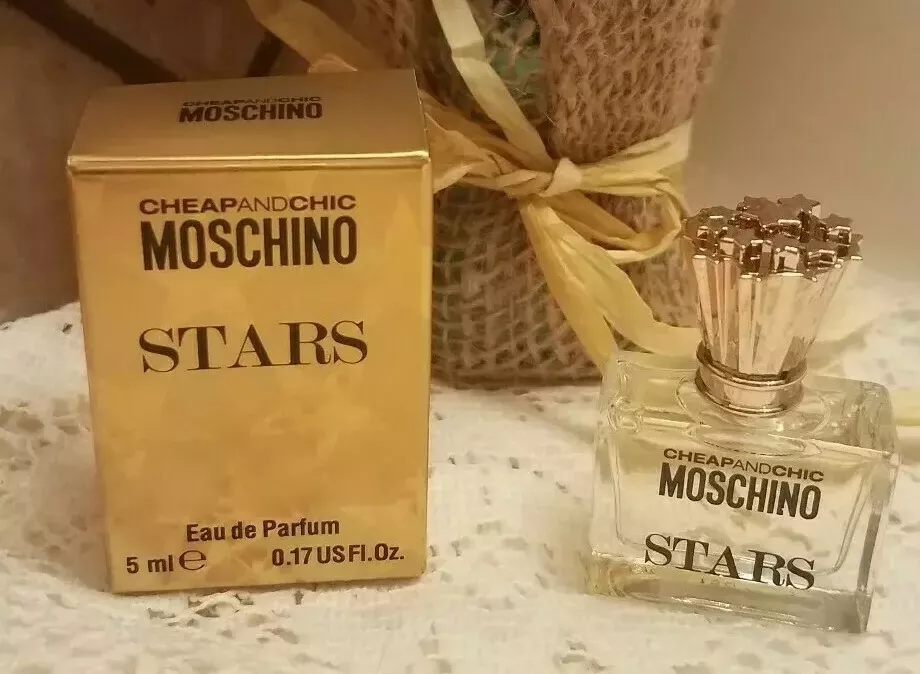 CHEAPANDCHIC
MOSCHINO
CHEAPANDCHIC
MOSCHINO
STARS
Eau de Parfum
5 ml ℮ 0.17 US Fl.Oz.
CHEAPANDCHIC
MOSCHINO
STARS